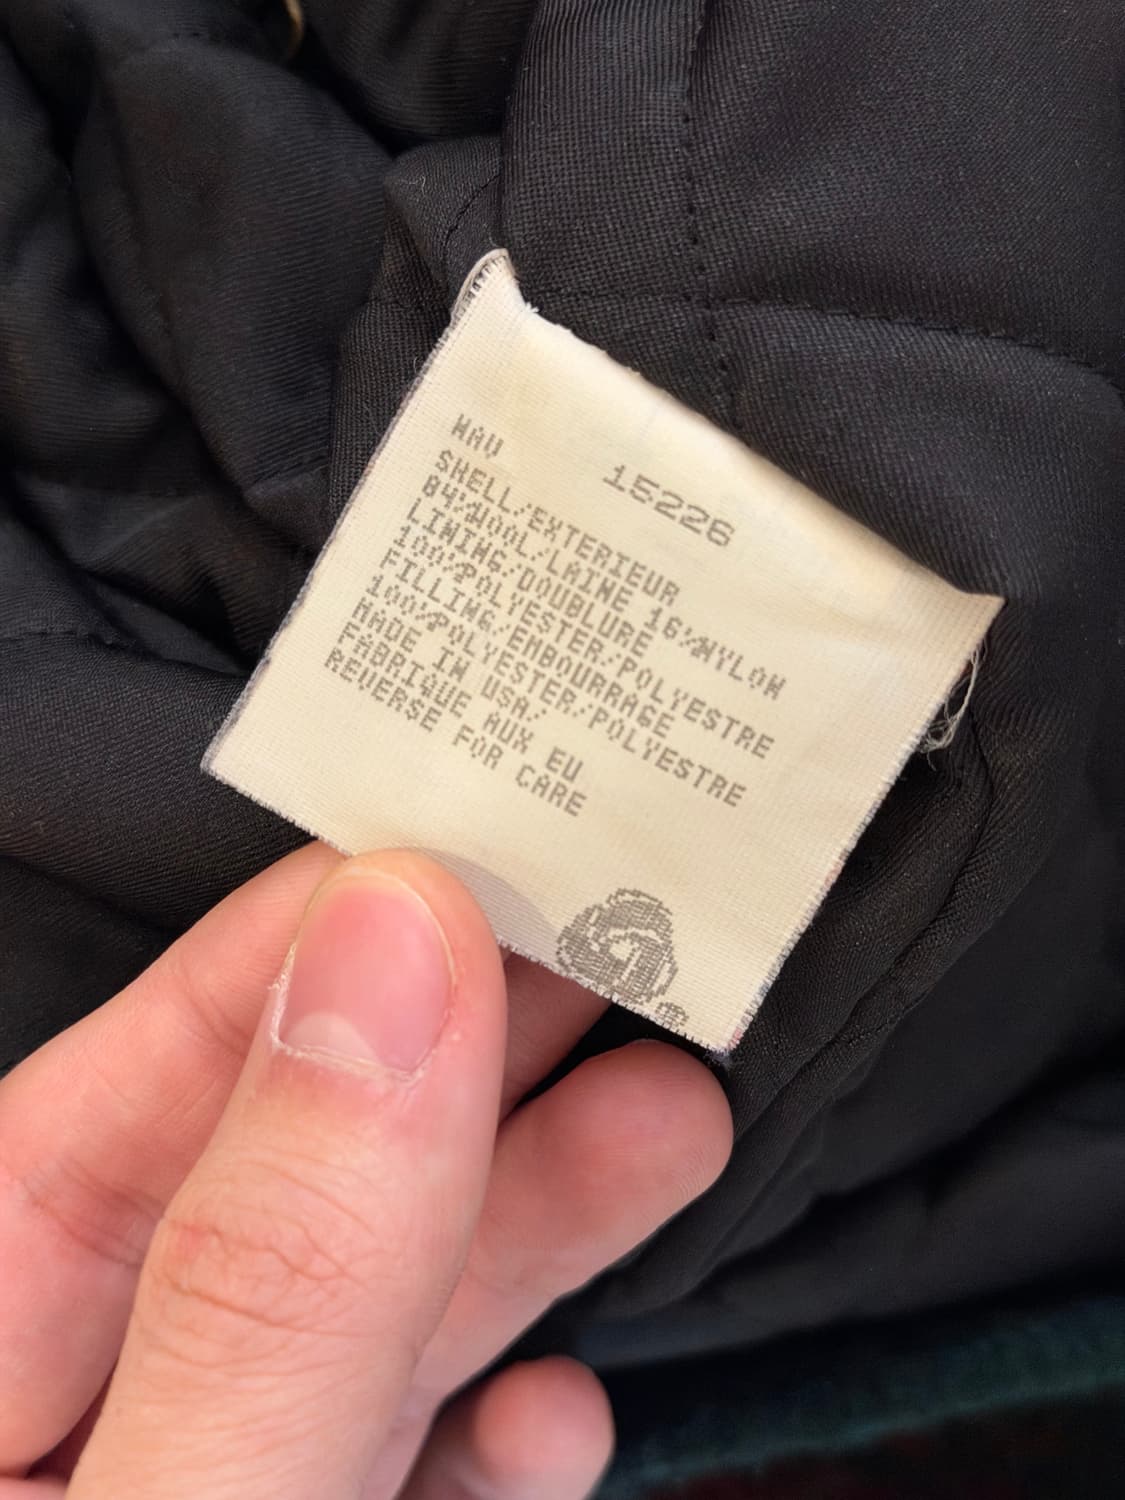 NAV 15226
SHELL/EXTERIEUR
84%WOOL/LAINE 16%NYLON
LINING/DOUBLURE
100%POLYESTER/POLYESTRE
FILLING/EMBOURRAGE
100%POLYESTER/POLYESTRE
MADE IN USA/
FABRIQUE AUX EU
REVERSE FOR CARE